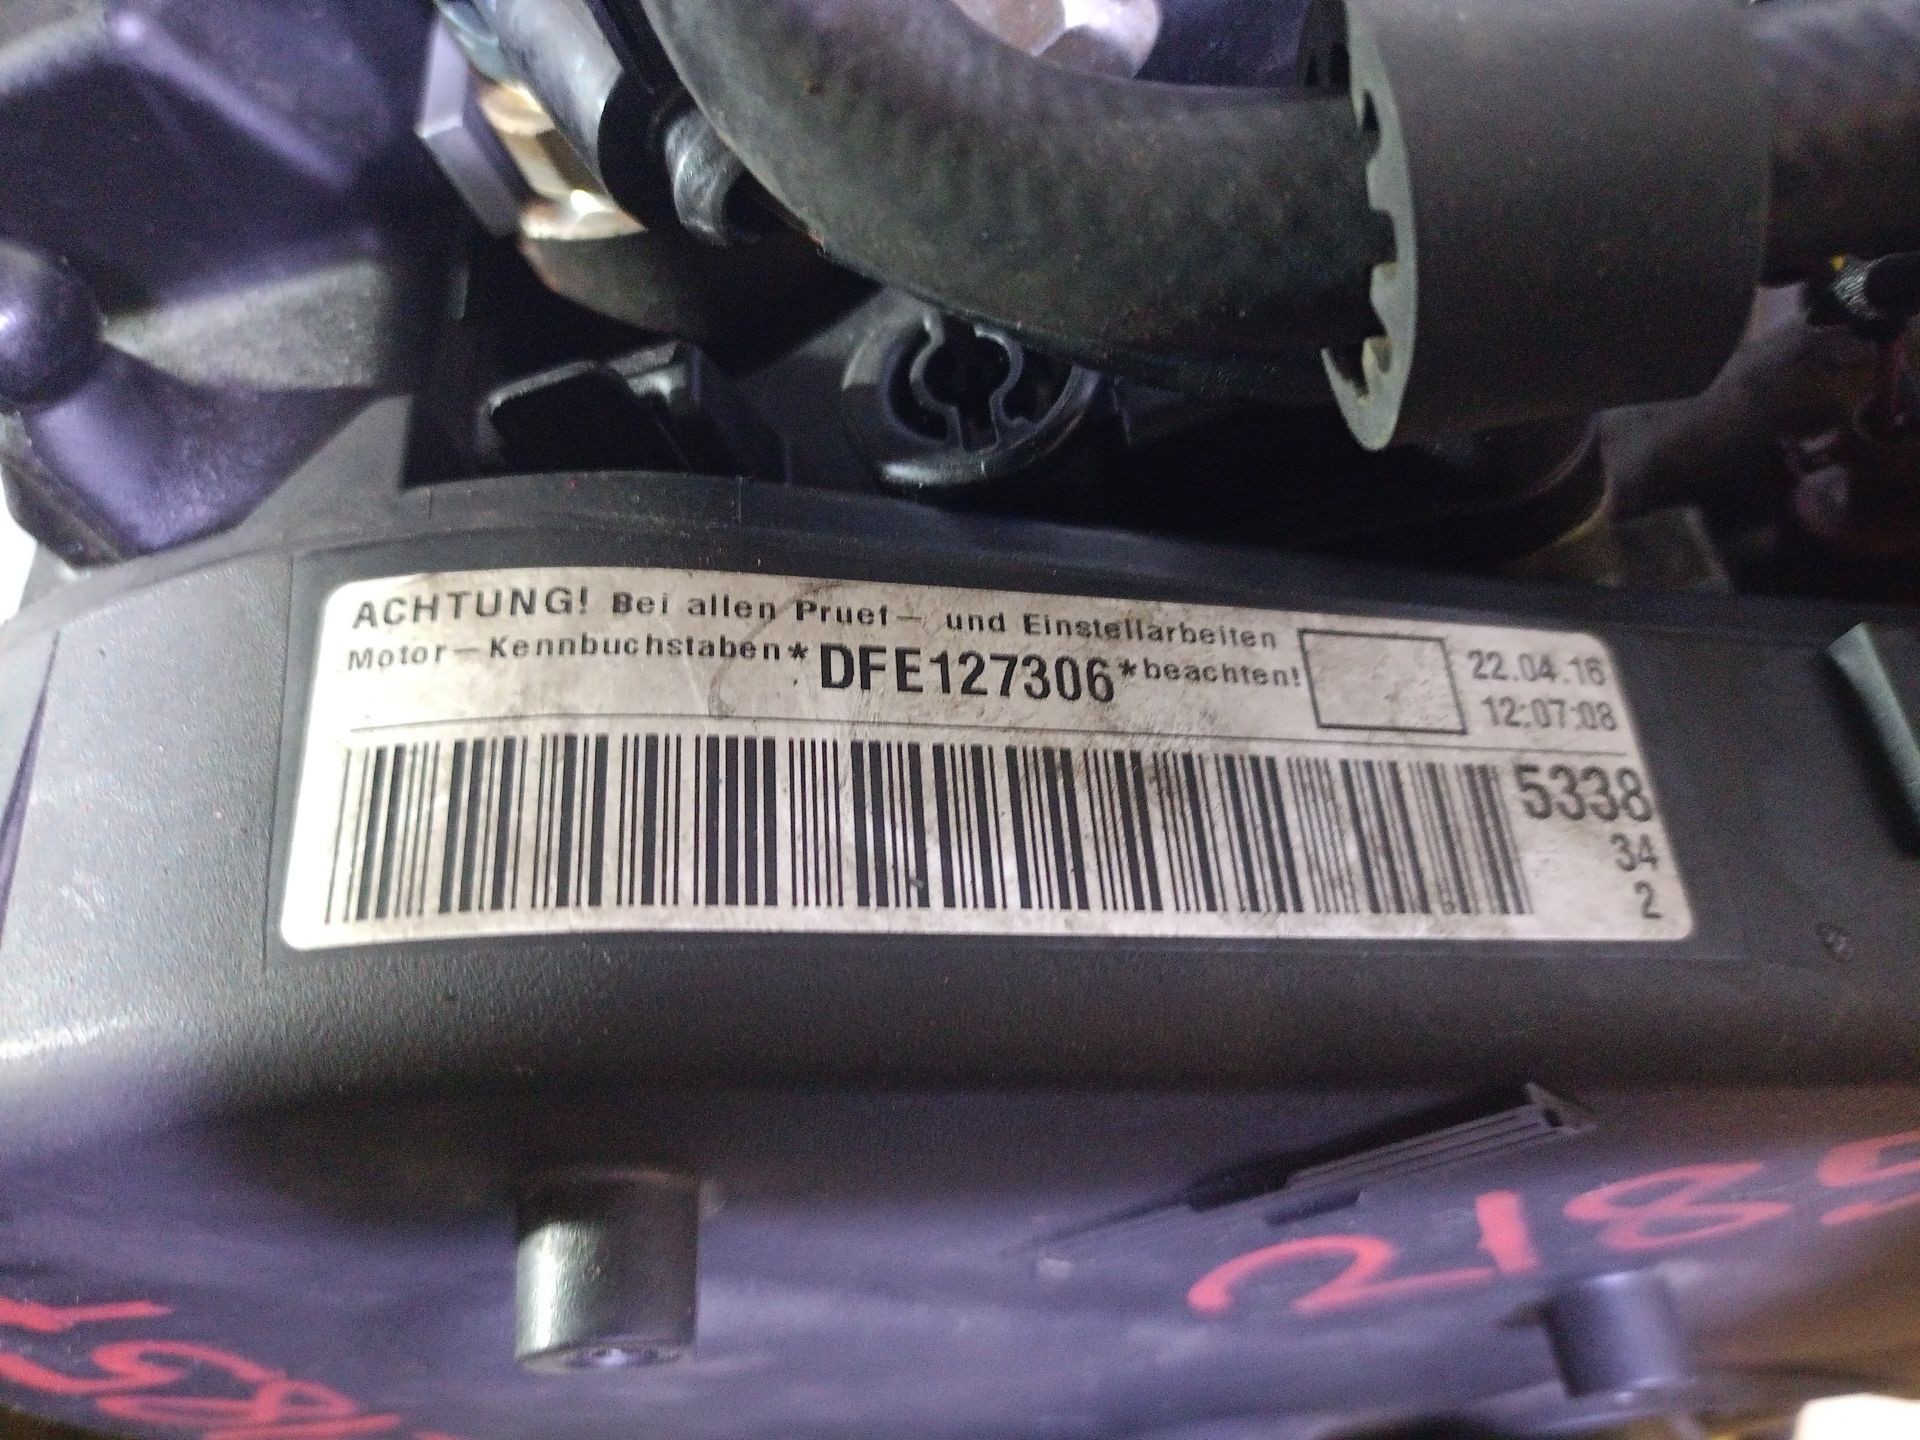 ACHTUNG! Bei allen Pruef- und Einstellarbeiten
Motor-Kennbuchstaben*DFE127306*beachten!
22.04.16
12:07:08
5338
34
2